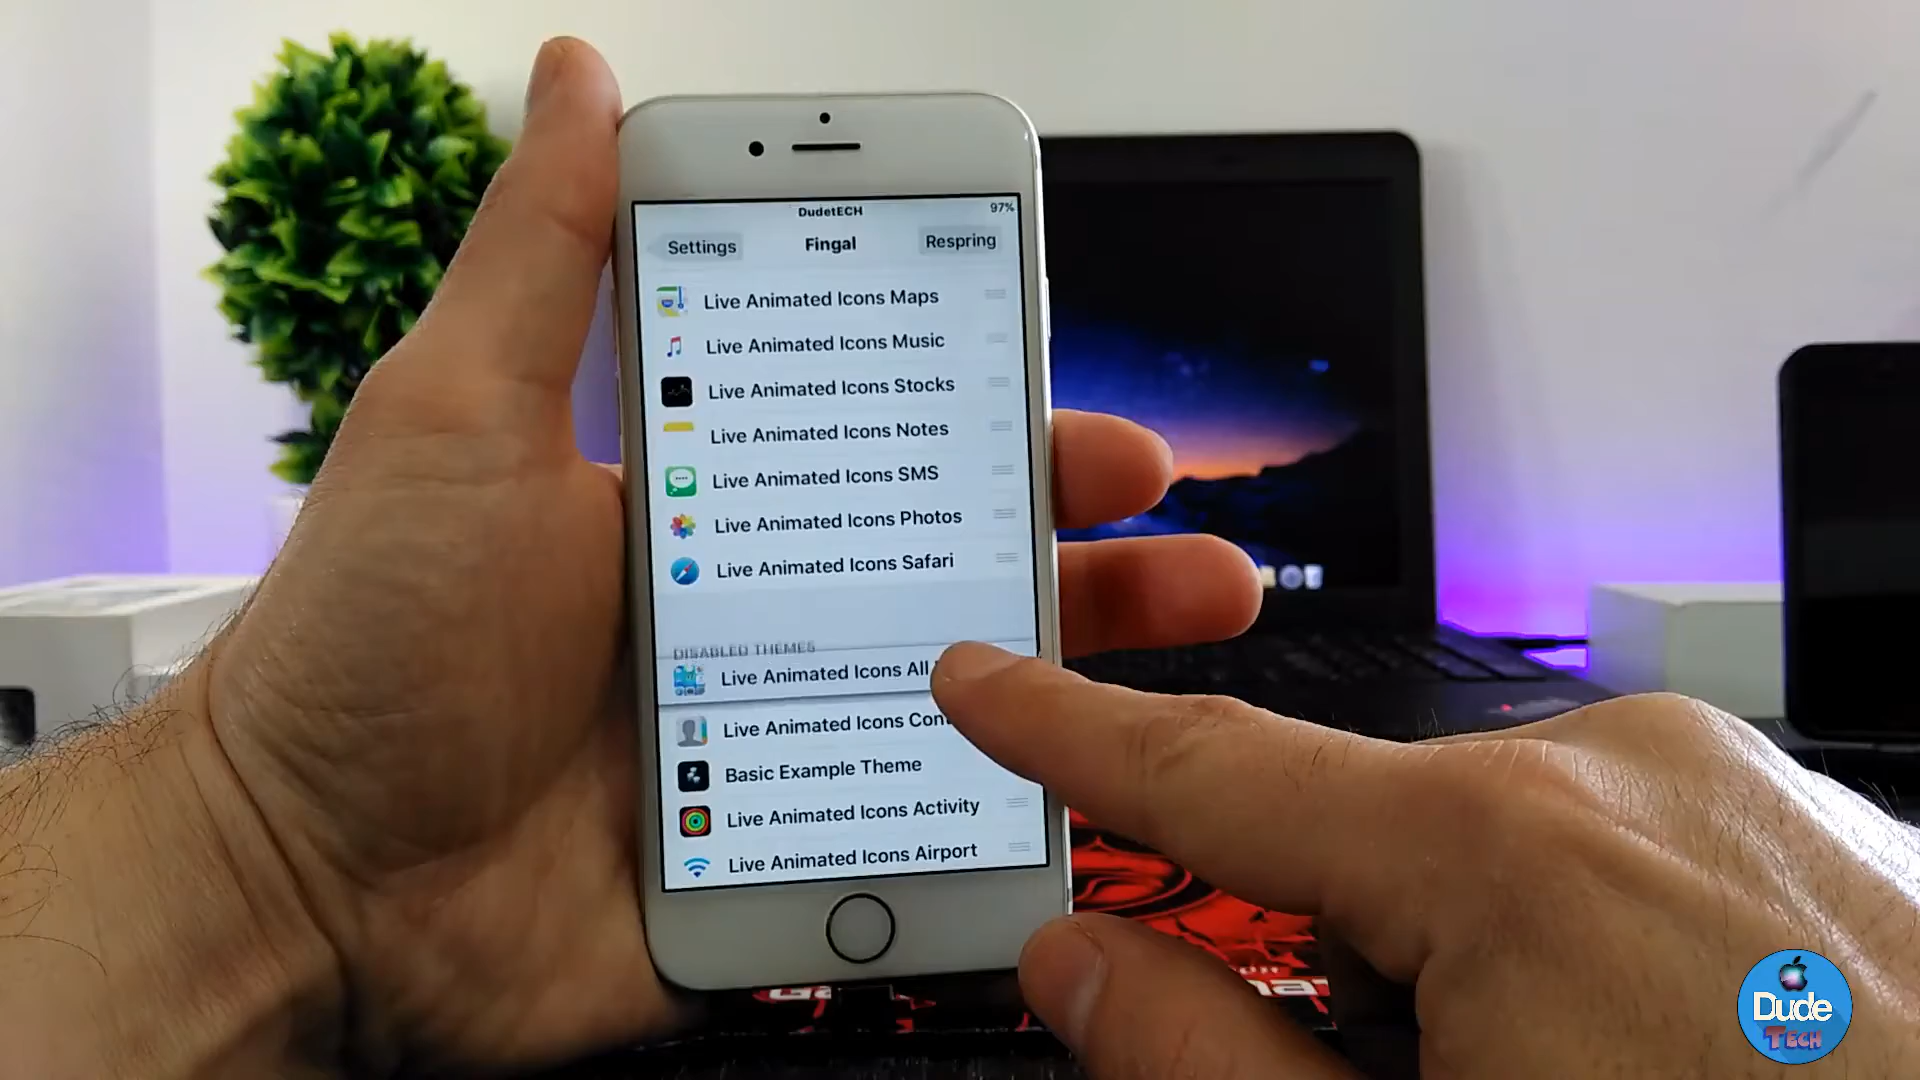 DudetECH
97%
Settings
Fingal
Respring
Live Animated Icons Maps
Live Animated Icons Music
Live Animated Icons Stocks
Live Animated Icons Notes
Live Animated Icons SMS
Live Animated Icons Photos
Live Animated Icons Safari
DISABLED THEMES
Live Animated Icons All
Live Animated Icons Con
Basic Example Theme
Live Animated Icons Activity
Live Animated Icons Airport
Dude
TECH